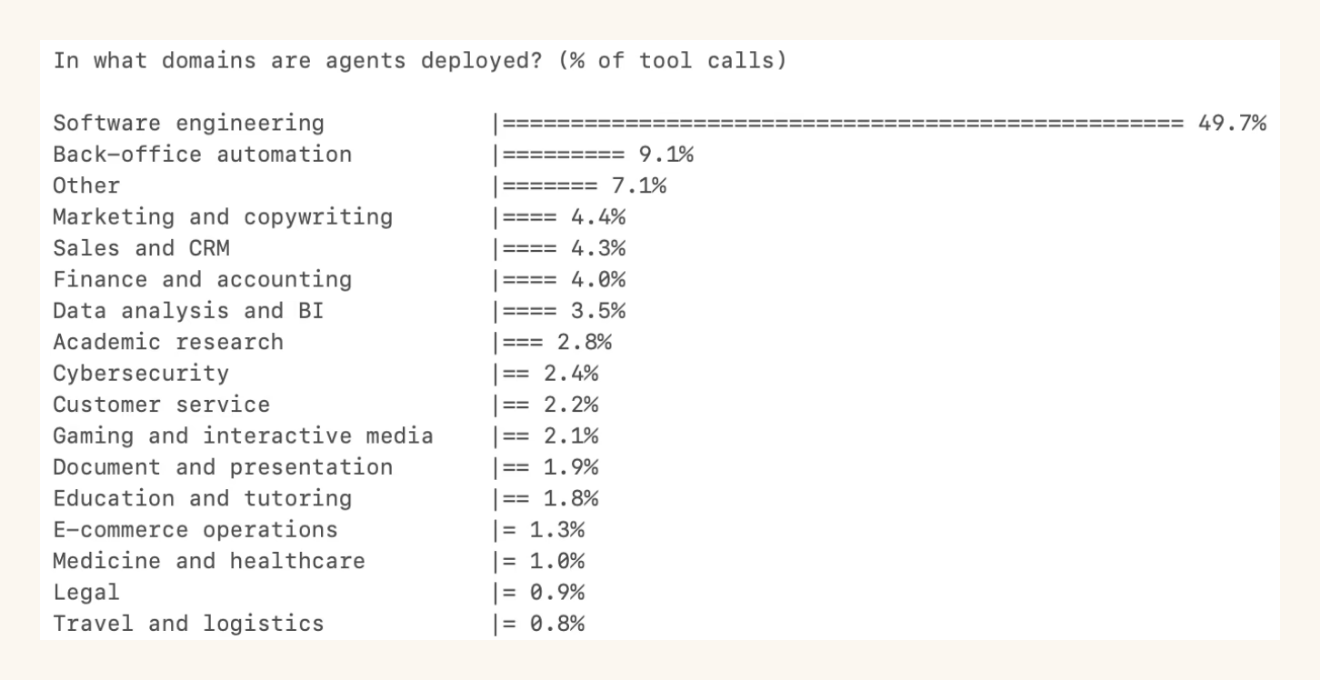 In what domains are agents deployed? (% of tool calls)
Software engineering |================================================== 49.7%
Back-office automation |========= 9.1%
Other |======= 7.1%
Marketing and copywriting |==== 4.4%
Sales and CRM |==== 4.3%
Finance and accounting |==== 4.0%
Data analysis and BI |==== 3.5%
Academic research |=== 2.8%
Cybersecurity |== 2.4%
Customer service |== 2.2%
Gaming and interactive media |== 2.1%
Document and presentation |== 1.9%
Education and tutoring |== 1.8%
E-commerce operations |= 1.3%
Medicine and healthcare |= 1.0%
Legal |= 0.9%
Travel and logistics |= 0.8%